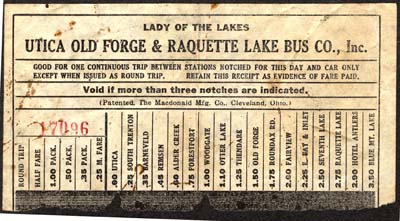 LADY OF THE LAKES
UTICA OLD FORGE & RAQUETTE LAKE BUS CO., Inc.
GOOD FOR ONE CONTINUOUS TRIP BETWEEN STATIONS NOTCHED FOR THIS DAY AND CAR ONLY
EXCEPT WHEN ISSUED AS ROUND TRIP. RETAIN THIS RECEIPT AS EVIDENCE OF FARE PAID.
Void if more than three notches are indicated.
(Patented. The Macdonald Mfg. Co., Cleveland, Ohio.)
17096
ROUND TRIP
HALF FARE
1.00 PACK.
.50 PACK.
.35 PACK.
.25 M. FARE
UTICA
.25 SOUTH TRENTON
.35 BARNEVELD
.45 REMSEN
.60 ALDER CREEK
.75 FORESTPORT
1.00 WOODGATE
1.10 OTTER LAKE
1.25 THENDARA
1.50 OLD FORGE
1.75 ROUNDAX RD.
2.00 FAIRVIEW
2.25 E. BAY & INLET
2.50 SEVENTH LAKE
2.75 RAQUETTE LAKE
2.00 HOTEL ANTLERS
3.50 BLUE MT. LAKE